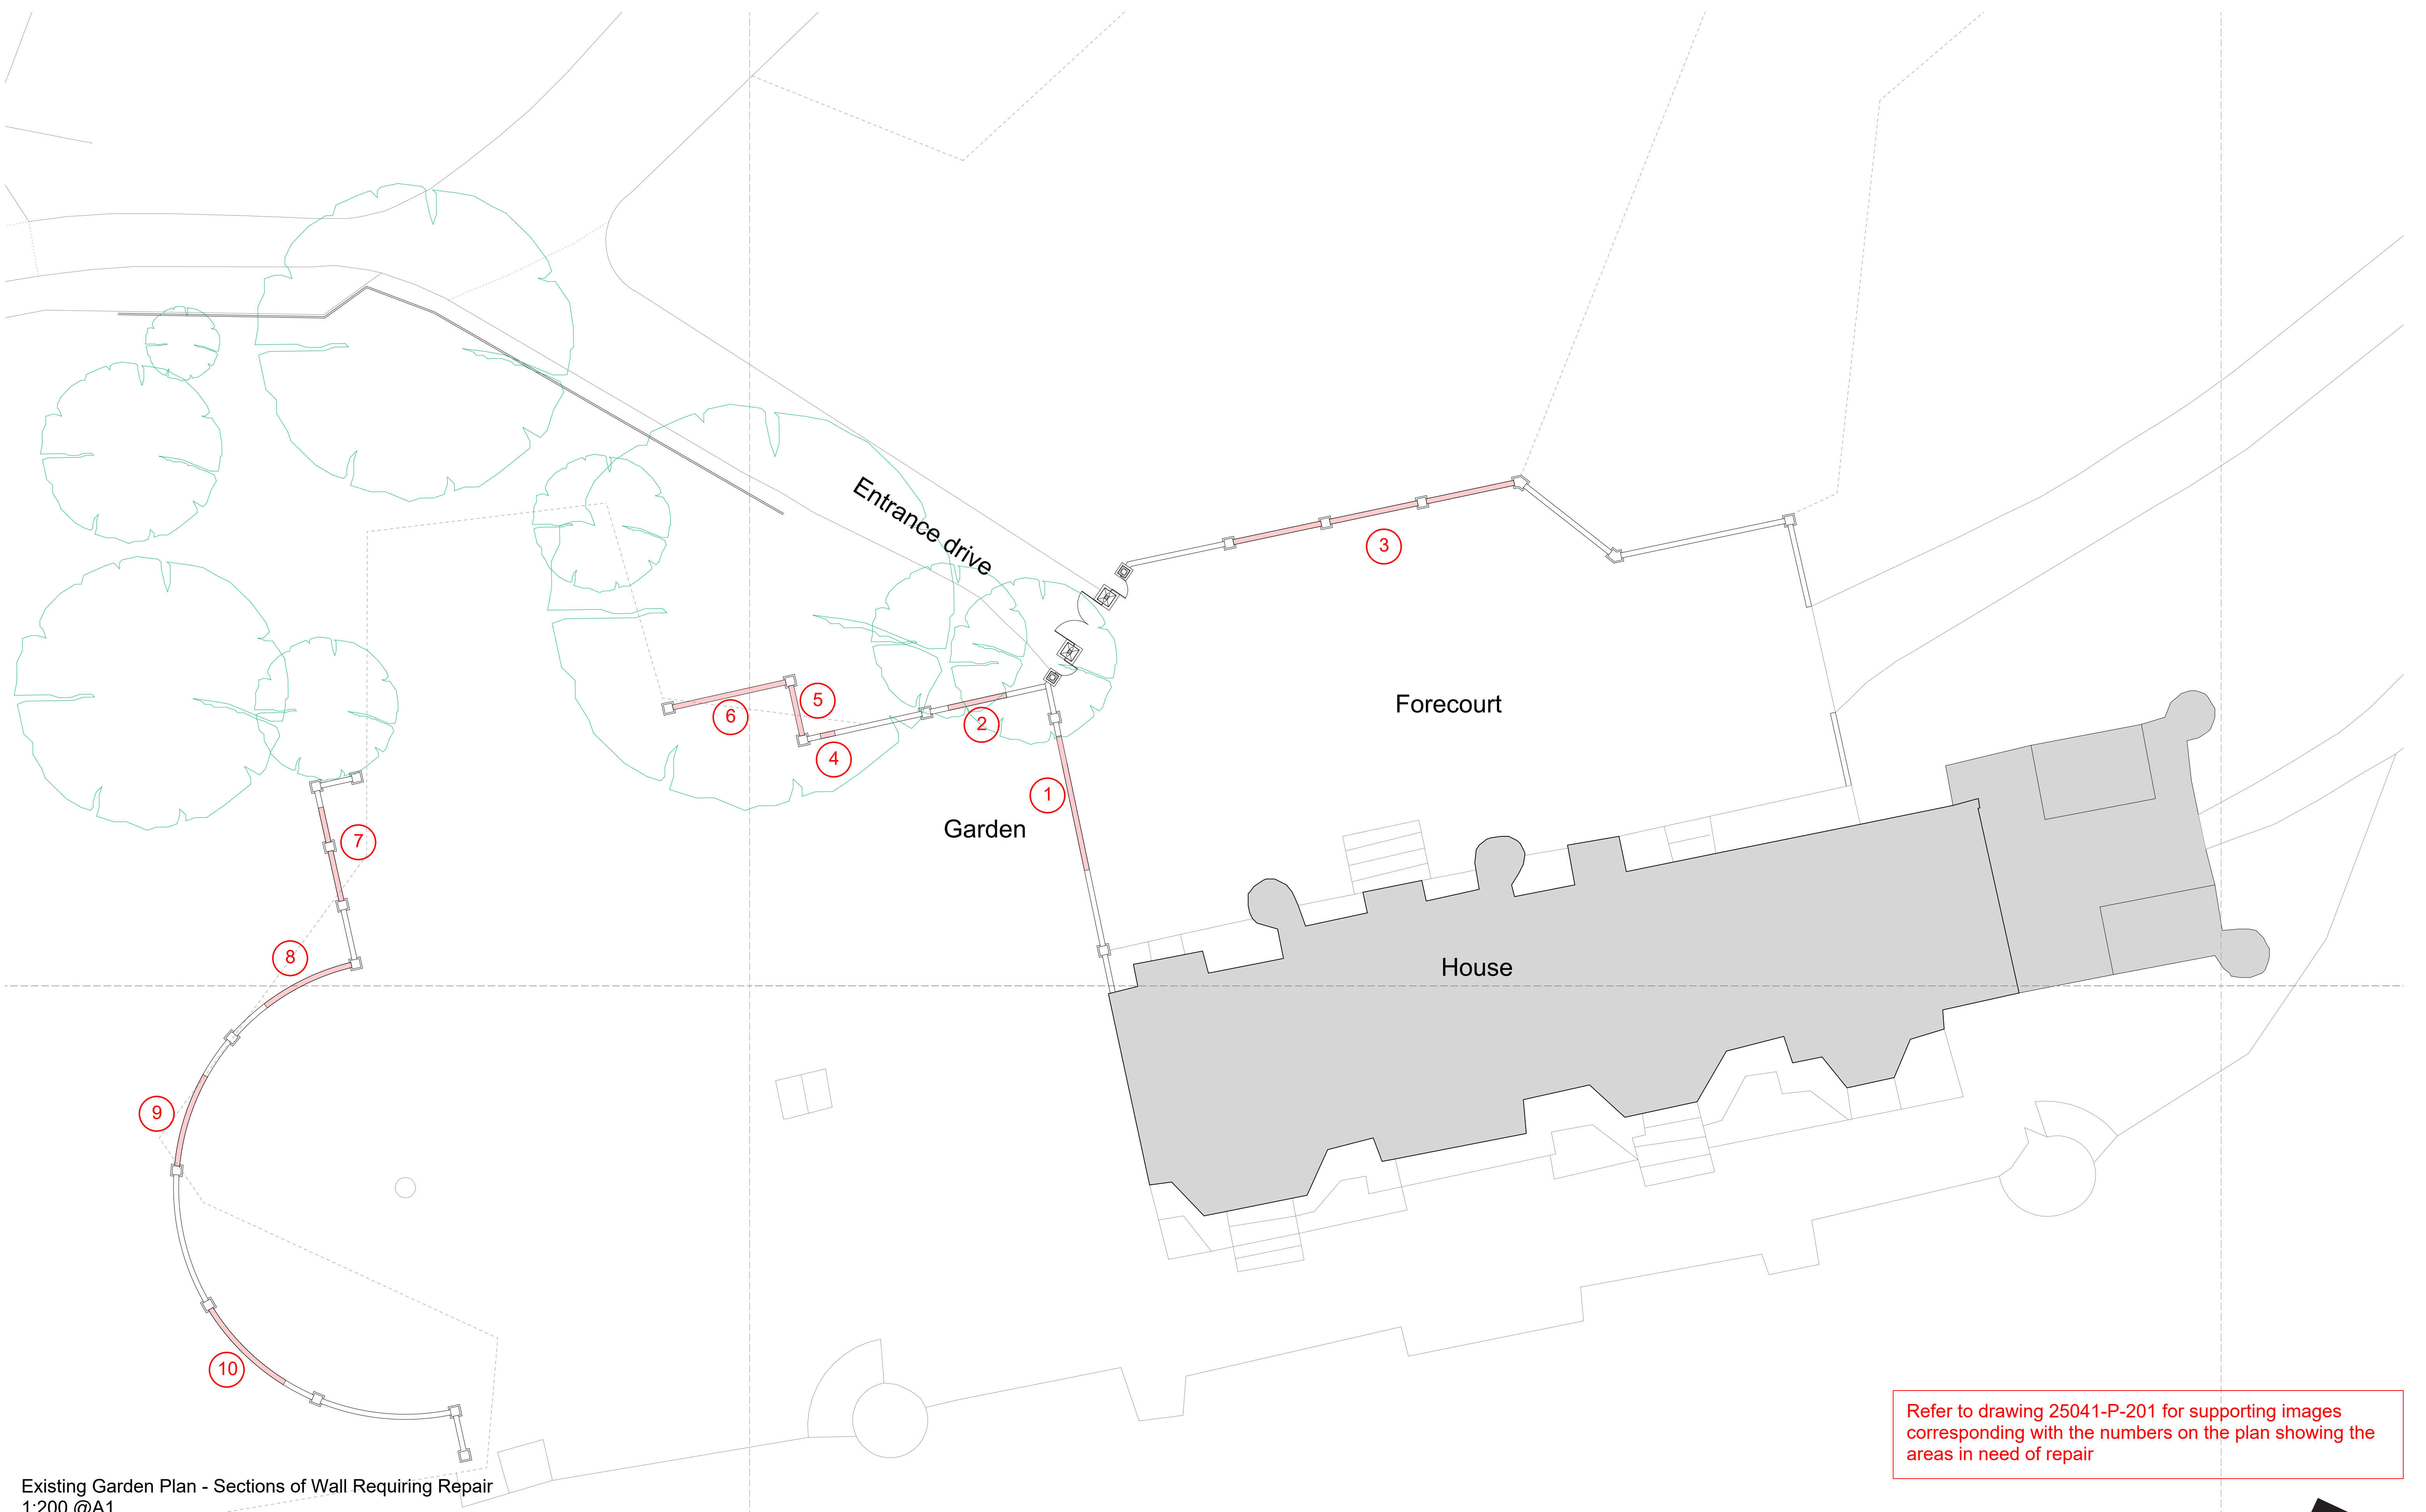 Entrance drive
3
5
6
2
4
1
Forecourt
Garden
7
8
House
9
10
Refer to drawing 25041-P-201 for supporting images
corresponding with the numbers on the plan showing the
areas in need of repair
Existing Garden Plan - Sections of Wall Requiring Repair
1:200 @A1